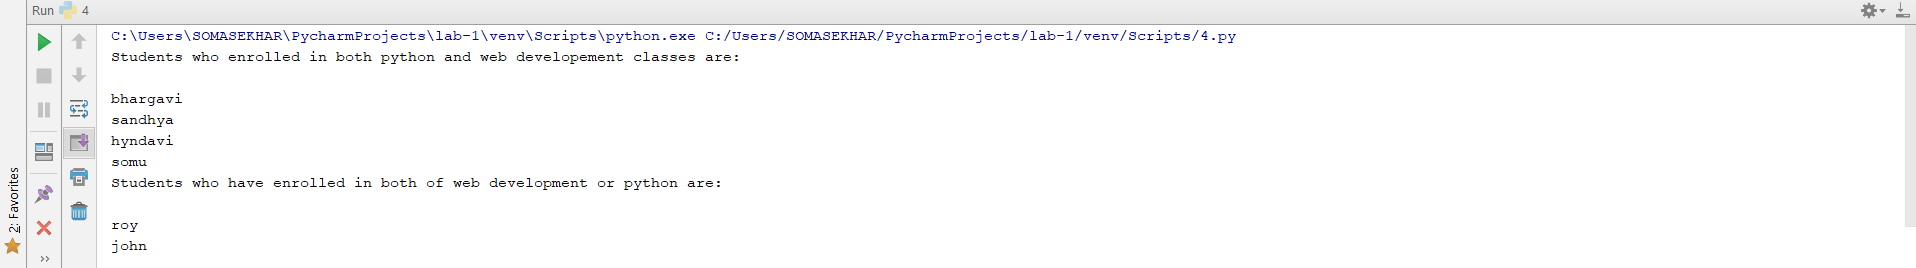 Run 4
C:\Users\SOMASEKHAR\PycharmProjects\lab-1\venv\Scripts\python.exe C:/Users/SOMASEKHAR/PycharmProjects/lab-1/venv/Scripts/4.py
Students who enrolled in both python and web developement classes are:
bhargavi
sandhya
hyndavi
somu
Students who have enrolled in both of web development or python are:
roy
john
2: Favorites